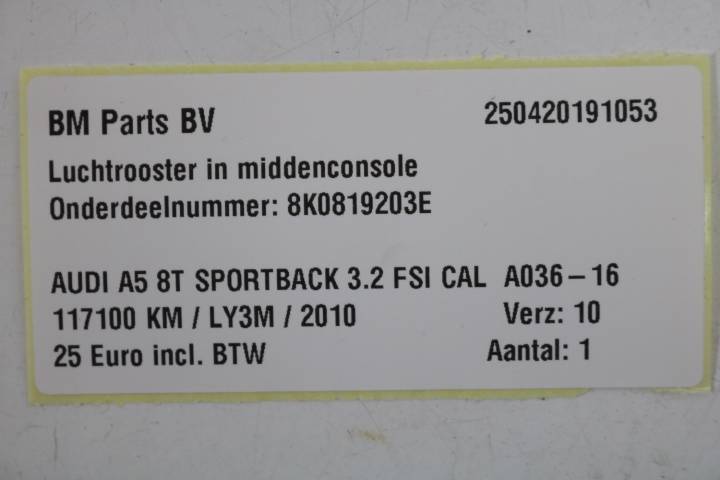 BM Parts BV 250420191053
Luchtrooster in middenconsole
Onderdeelnummer: 8K0819203E
AUDI A5 8T SPORTBACK 3.2 FSI CAL A036-16
117100 KM / LY3M / 2010 Verz: 10
25 Euro incl. BTW Aantal: 1